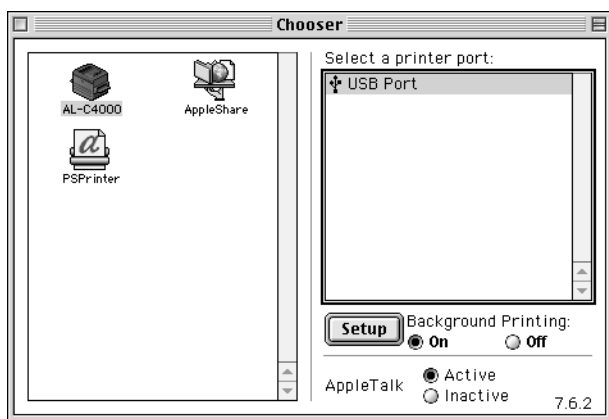 Chooser
AL-C4000
AppleShare
PSPrinter
Select a printer port:
USB Port
Setup
Background Printing:
On Off
AppleTalk
Active
Inactive
7.6.2